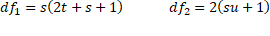 df₁ = s(2t + s + 1)          df₂ = 2(su + 1)